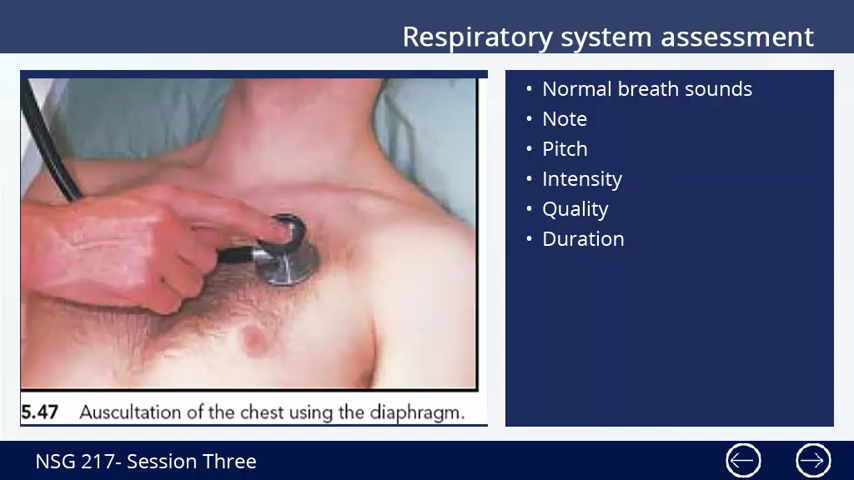 Respiratory system assessment
• Normal breath sounds
• Note
• Pitch
• Intensity
• Quality
• Duration
5.47 Auscultation of the chest using the diaphragm.
NSG 217- Session Three